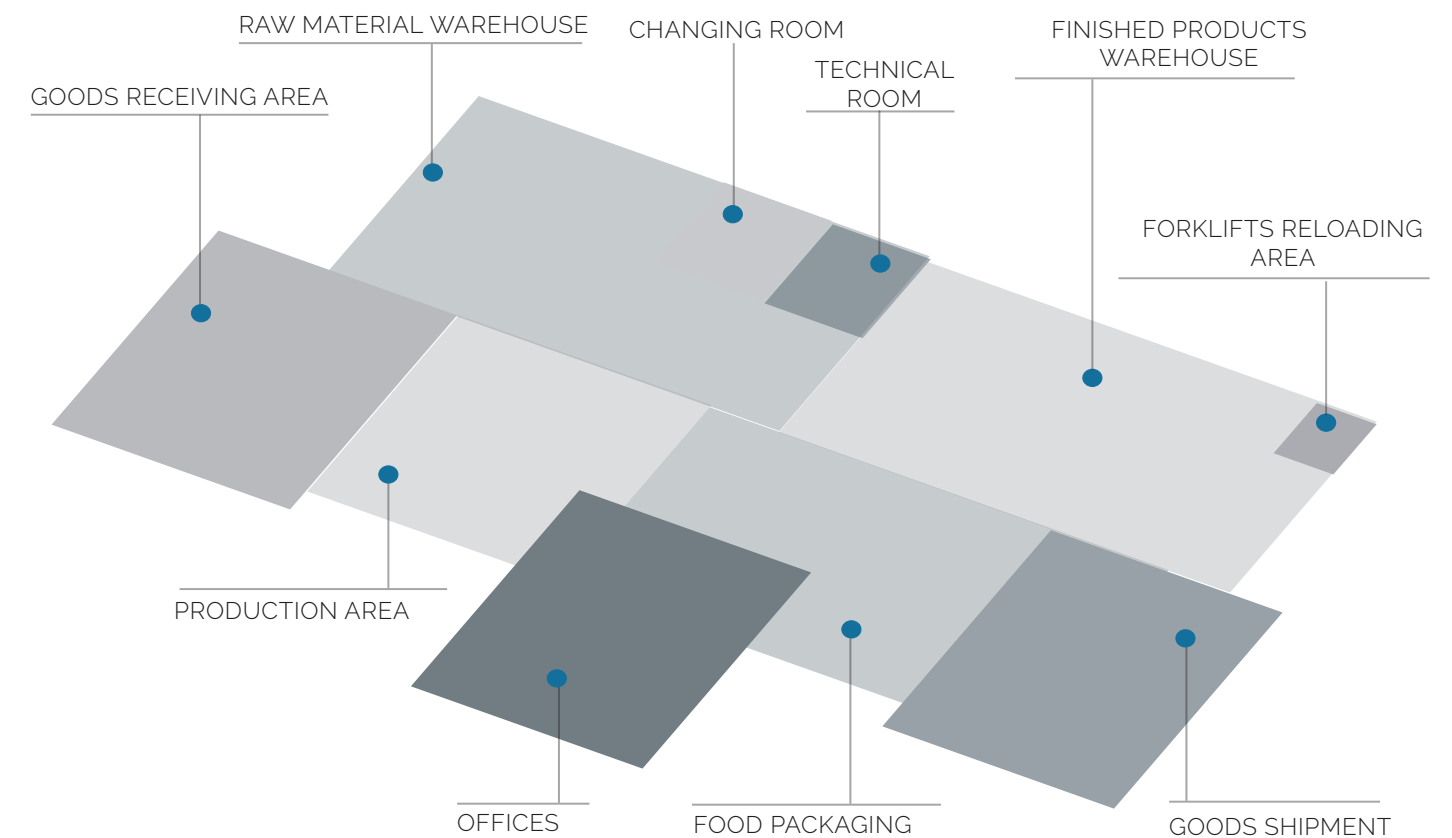 RAW MATERIAL WAREHOUSE
CHANGING ROOM
FINISHED PRODUCTS
WAREHOUSE
TECHNICAL
ROOM
GOODS RECEIVING AREA
FORKLIFTS RELOADING
AREA
PRODUCTION AREA
OFFICES
FOOD PACKAGING
GOODS SHIPMENT